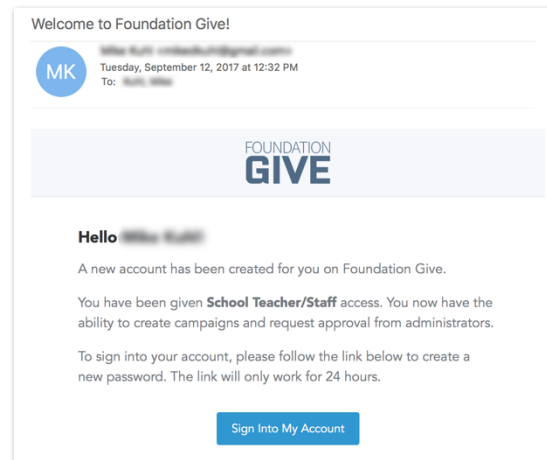 Welcome to Foundation Give!
MK
Tuesday, September 12, 2017 at 12:32 PM
To:
FOUNDATION
GIVE
Hello
A new account has been created for you on Foundation Give.
You have been given School Teacher/Staff access. You now have the
ability to create campaigns and request approval from administrators.
To sign into your account, please follow the link below to create a
new password. The link will only work for 24 hours.
Sign Into My Account